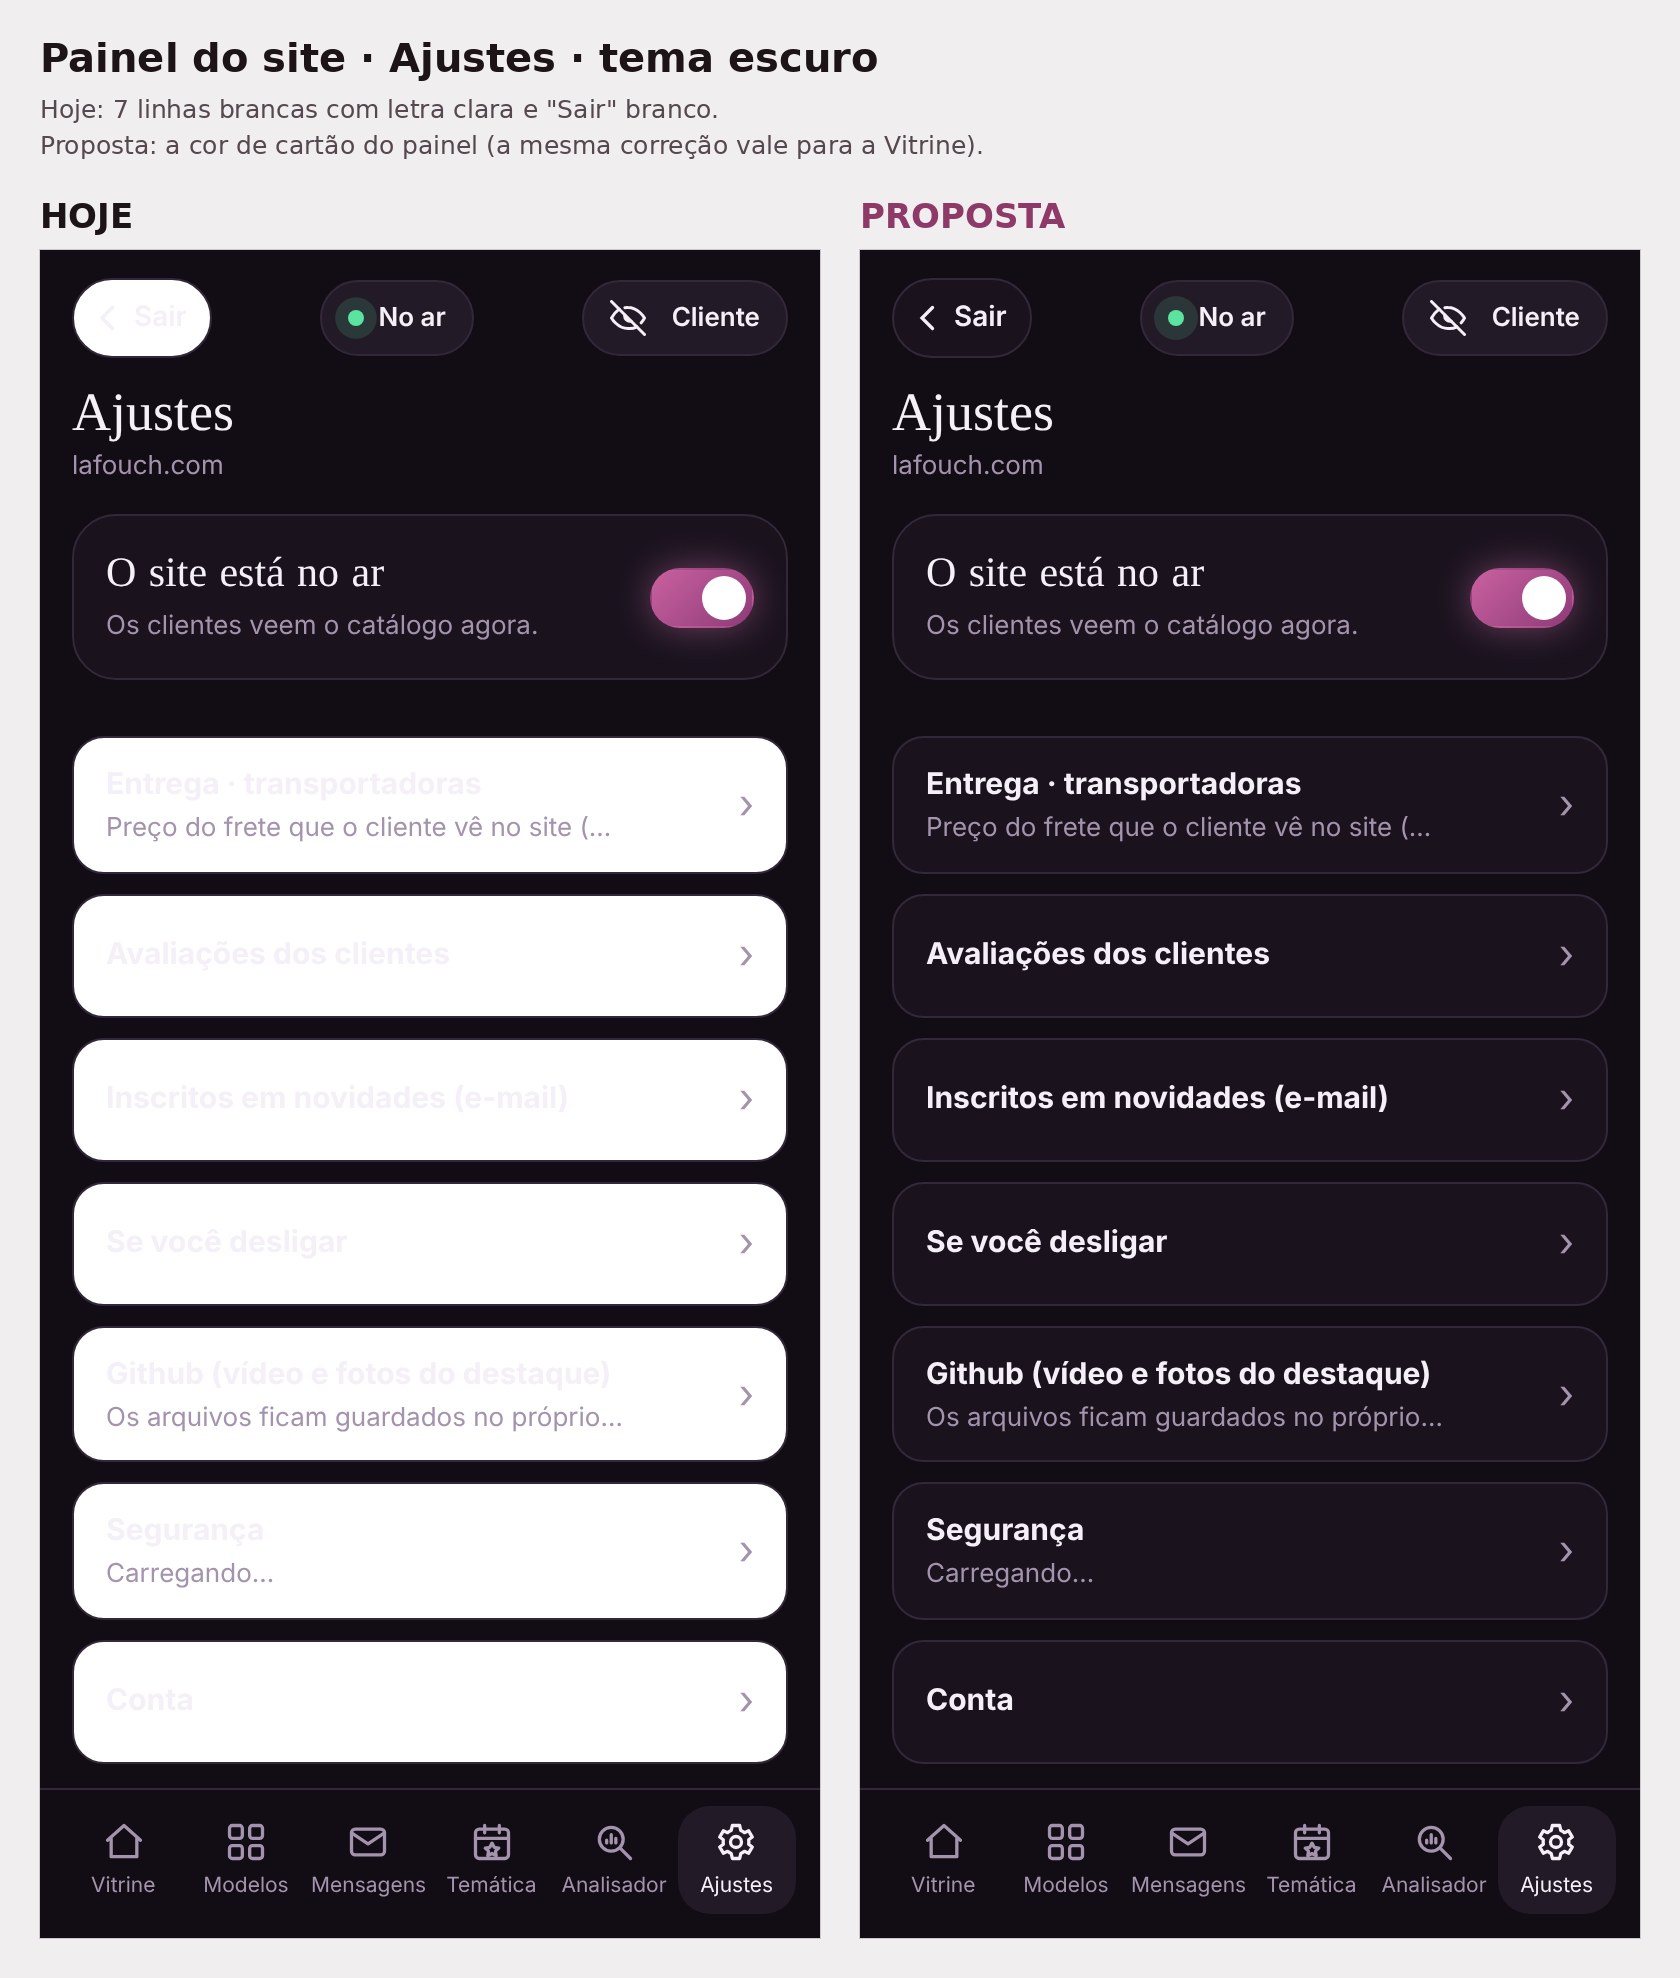 Painel do site · Ajustes · tema escuro
Hoje: 7 linhas brancas com letra clara e "Sair" branco.
Proposta: a cor de cartão do painel (a mesma correção vale para a Vitrine).
HOJE
Sair
No ar
Cliente
Ajustes
lafouch.com
O site está no ar
Os clientes veem o catálogo agora.
Entrega · transportadoras
Preço do frete que o cliente vê no site (...
Avaliações dos clientes
Inscritos em novidades (e-mail)
Se você desligar
Github (vídeo e fotos do destaque)
Os arquivos ficam guardados no próprio...
Segurança
Carregando...
Conta
Vitrine
Modelos
Mensagens
Temática
Analisador
Ajustes
PROPOSTA
Sair
No ar
Cliente
Ajustes
lafouch.com
O site está no ar
Os clientes veem o catálogo agora.
Entrega · transportadoras
Preço do frete que o cliente vê no site (...
Avaliações dos clientes
Inscritos em novidades (e-mail)
Se você desligar
Github (vídeo e fotos do destaque)
Os arquivos ficam guardados no próprio...
Segurança
Carregando...
Conta
Vitrine
Modelos
Mensagens
Temática
Analisador
Ajustes